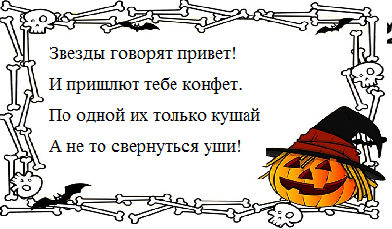 Звезды говорят привет!
И пришлют тебе конфет.
По одной их только кушай
А не то свернуться уши!